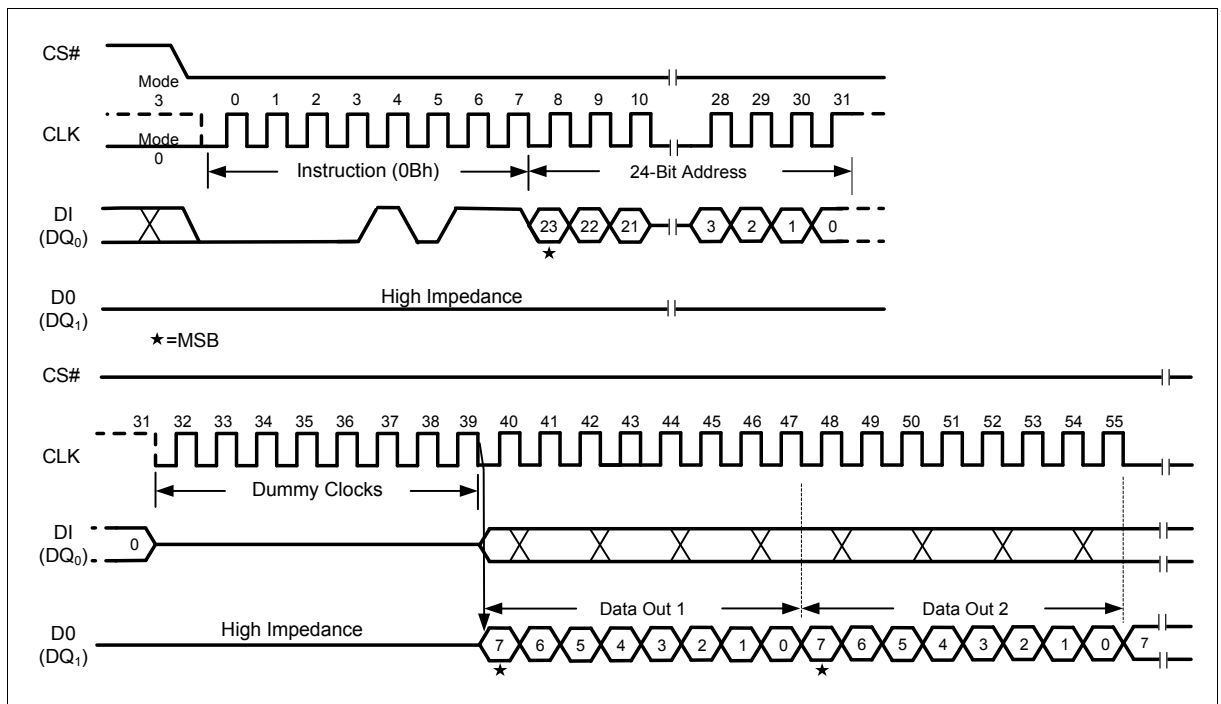 CS#
Mode
3
0 1 2 3 4 5 6 7 8 9 10 28 29 30 31
CLK
Mode
0
Instruction (0Bh) 24-Bit Address
DI
(DQ0)
23 22 21 3 2 1 0
★
D0
(DQ1)
High Impedance
★=MSB
CS#
31 32 33 34 35 36 37 38 39 40 41 42 43 44 45 46 47 48 49 50 51 52 53 54 55
CLK
Dummy Clocks
DI
(DQ0)
0
Data Out 1 Data Out 2
D0
(DQ1)
High Impedance
7 6 5 4 3 2 1 0 7 6 5 4 3 2 1 0 7
★ ★